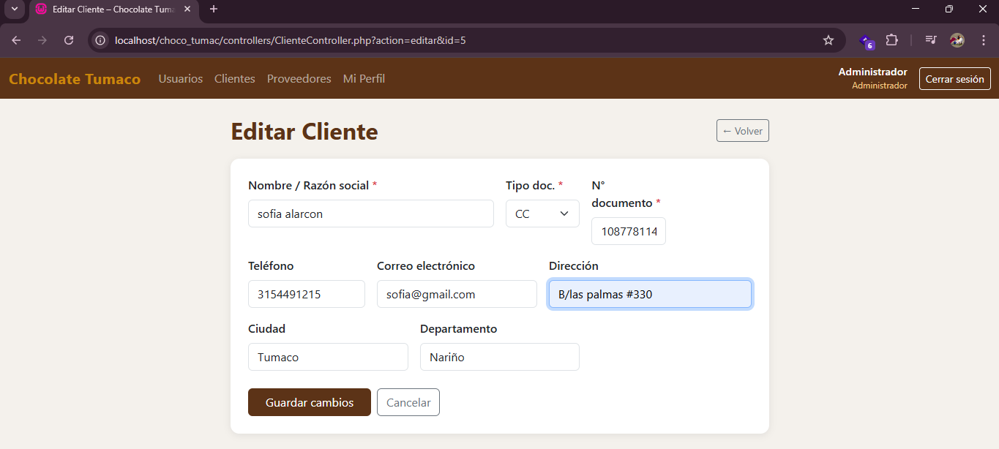 Editar Cliente – Chocolate Tuma
localhost/choco_tumac/controllers/ClienteController.php?action=editar&id=5
6
Chocolate Tumaco
Usuarios
Clientes
Proveedores
Mi Perfil
Administrador
Administrador
Cerrar sesión
Editar Cliente
← Volver
Nombre / Razón social *
Tipo doc. *
N°
documento *
sofia alarcon
CC
108778114
Teléfono
Correo electrónico
Dirección
3154491215
sofia@gmail.com
B/las palmas #330
Ciudad
Departamento
Tumaco
Nariño
Guardar cambios
Cancelar